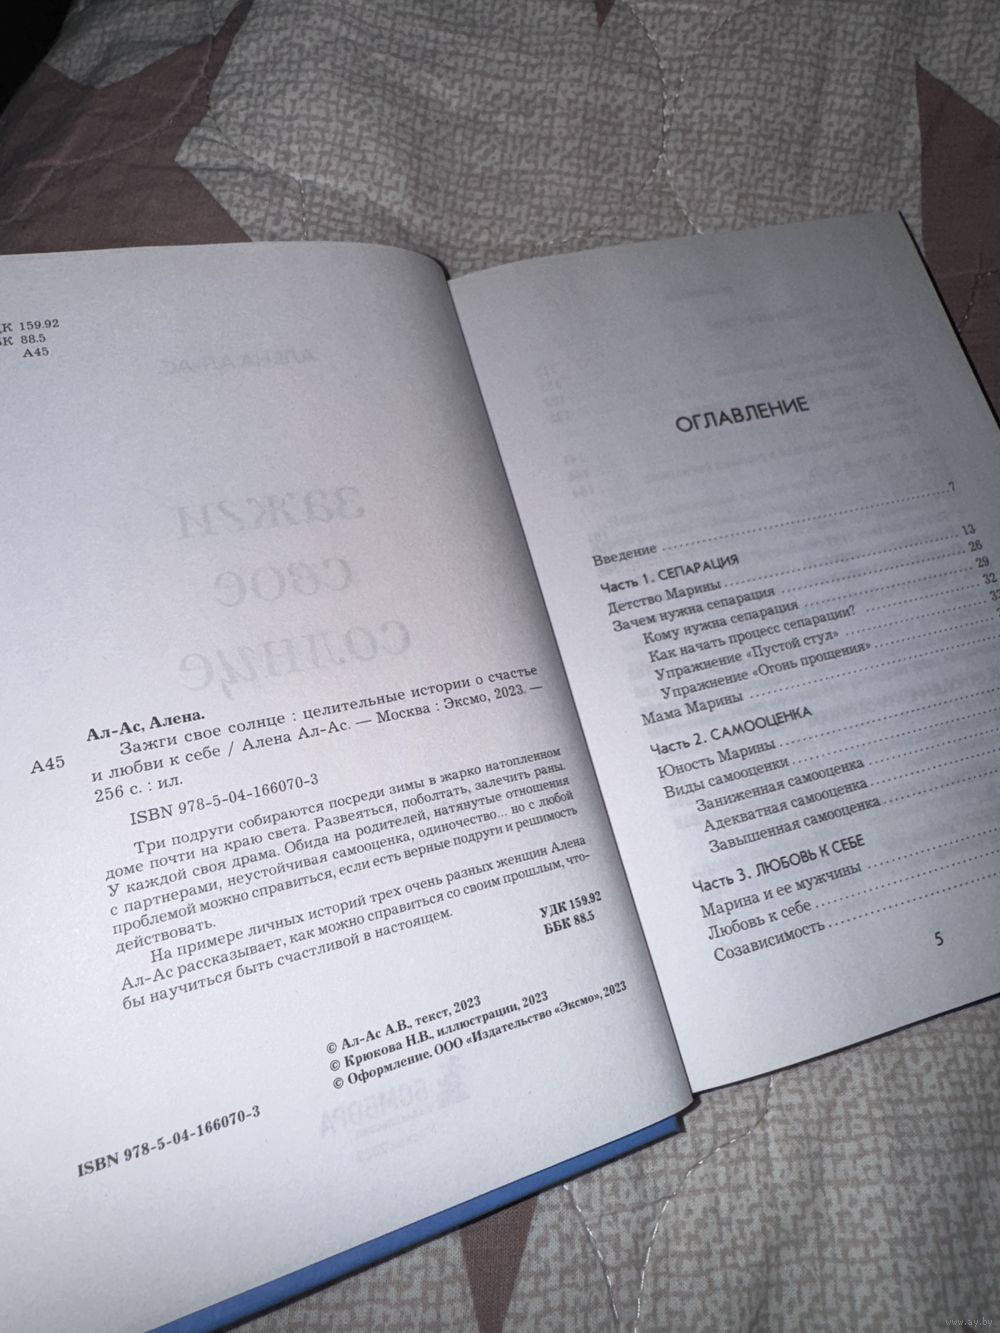 УДК 159.92
ББК 88.5
А45
Ал-Ас, Алена.
А45 Зажги свое солнце : целительные истории о счастье
и любви к себе / Алена Ал-Ас. — Москва : Эксмо, 2023. —
256 с. : ил.
ISBN 978-5-04-166070-3
Три подруги собираются посреди зимы в жарко натопленном
доме почти на краю света. Развеяться, поболтать, залечить раны.
У каждой своя драма. Обида на родителей, натянутые отношения
с партнерами, неустойчивая самооценка, одиночество... но с любой
проблемой можно справиться, если есть верные подруги и решимость
действовать.
На примере личных историй трех очень разных женщин Алена
Ал-Ас рассказывает, как можно справиться со своим прошлым, что-
бы научиться быть счастливой в настоящем.
УДК 159.92
ББК 88.5
© Ал-Ас А.В., текст, 2023
© Крюкова Н.В., иллюстрации, 2023
© Оформление. ООО «Издательство «Эксмо», 2023
ISBN 978-5-04-166070-3
ОГЛАВЛЕНИЕ
Введение 7
Часть 1. СЕПАРАЦИЯ
Детство Марины 13
Зачем нужна сепарация 26
Кому нужна сепарация 29
Как начать процесс сепарации? 32
Упражнение «Пустой стул»
Упражнение «Огонь прощения»
Мама Марины
Часть 2. САМООЦЕНКА
Юность Марины
Виды самооценки
Заниженная самооценка
Адекватная самооценка
Завышенная самооценка
Часть 3. ЛЮБОВЬ К СЕБЕ
Марина и ее мужчины
Любовь к себе
Созависимость
5
www.ay.by